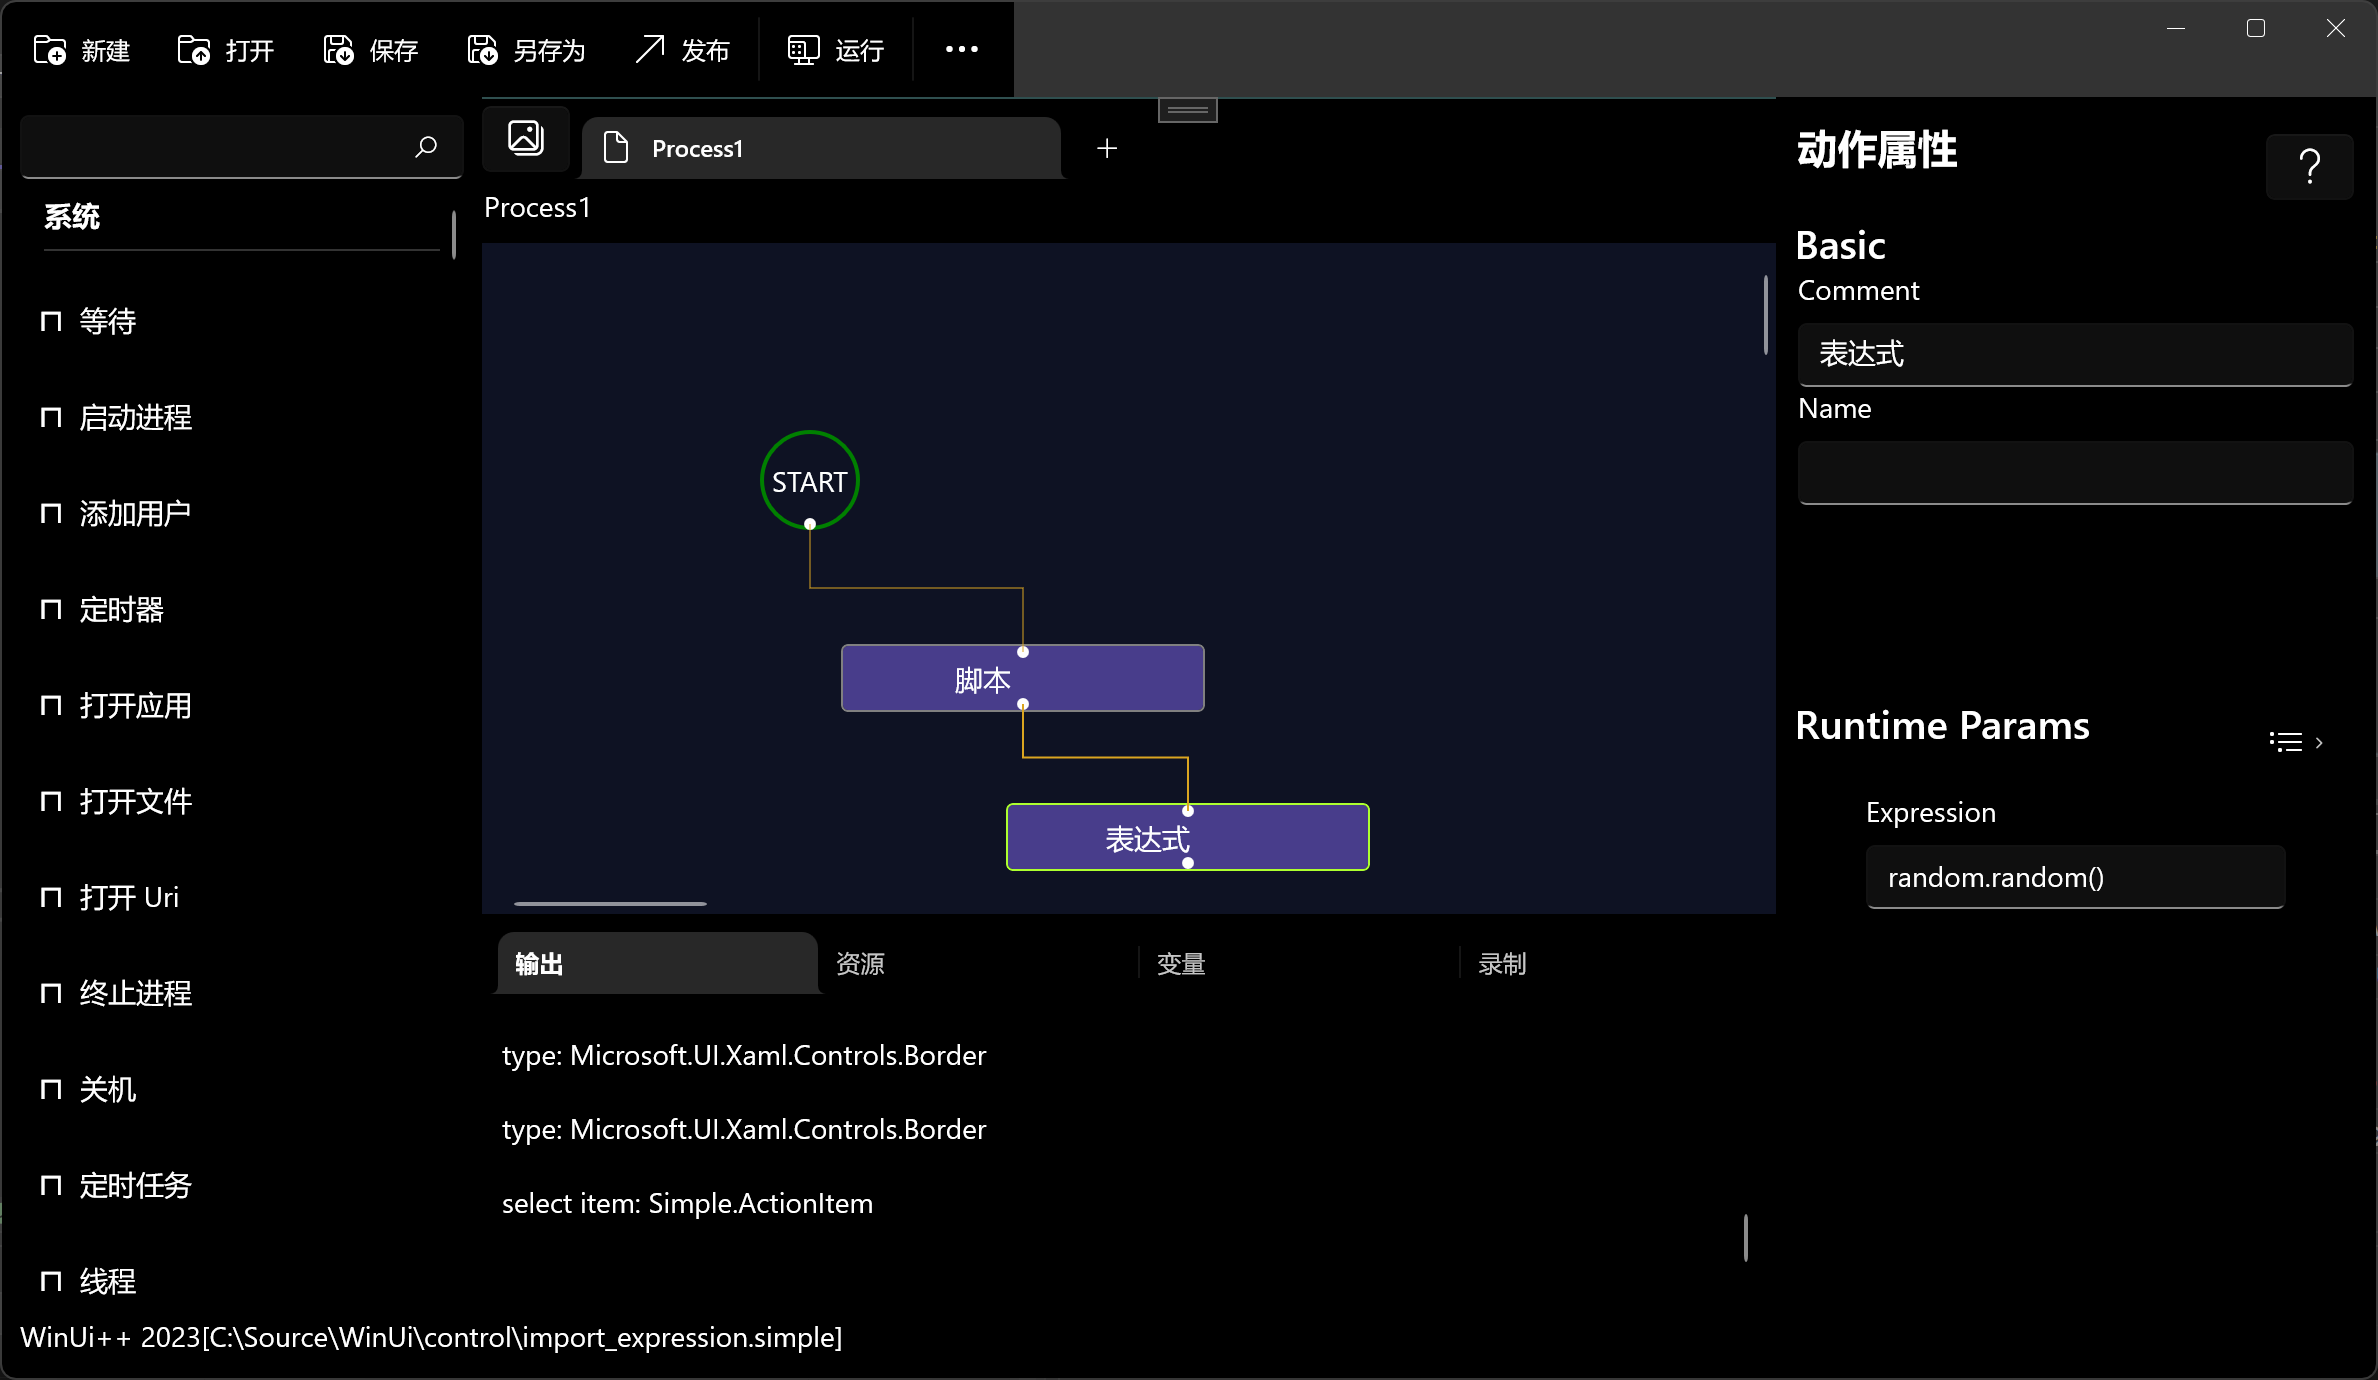 新建
打开
保存
另存为
发布
运行
系统
等待
启动进程
添加用户
定时器
打开应用
打开文件
打开 Uri
终止进程
关机
定时任务
线程
Process1
Process1
START
脚本
表达式
输出
资源
变量
录制
type: Microsoft.UI.Xaml.Controls.Border
type: Microsoft.UI.Xaml.Controls.Border
select item: Simple.ActionItem
动作属性
Basic
Comment
表达式
Name
Runtime Params
Expression
random.random()
WinUi++ 2023[C:\Source\WinUi\control\import_expression.simple]